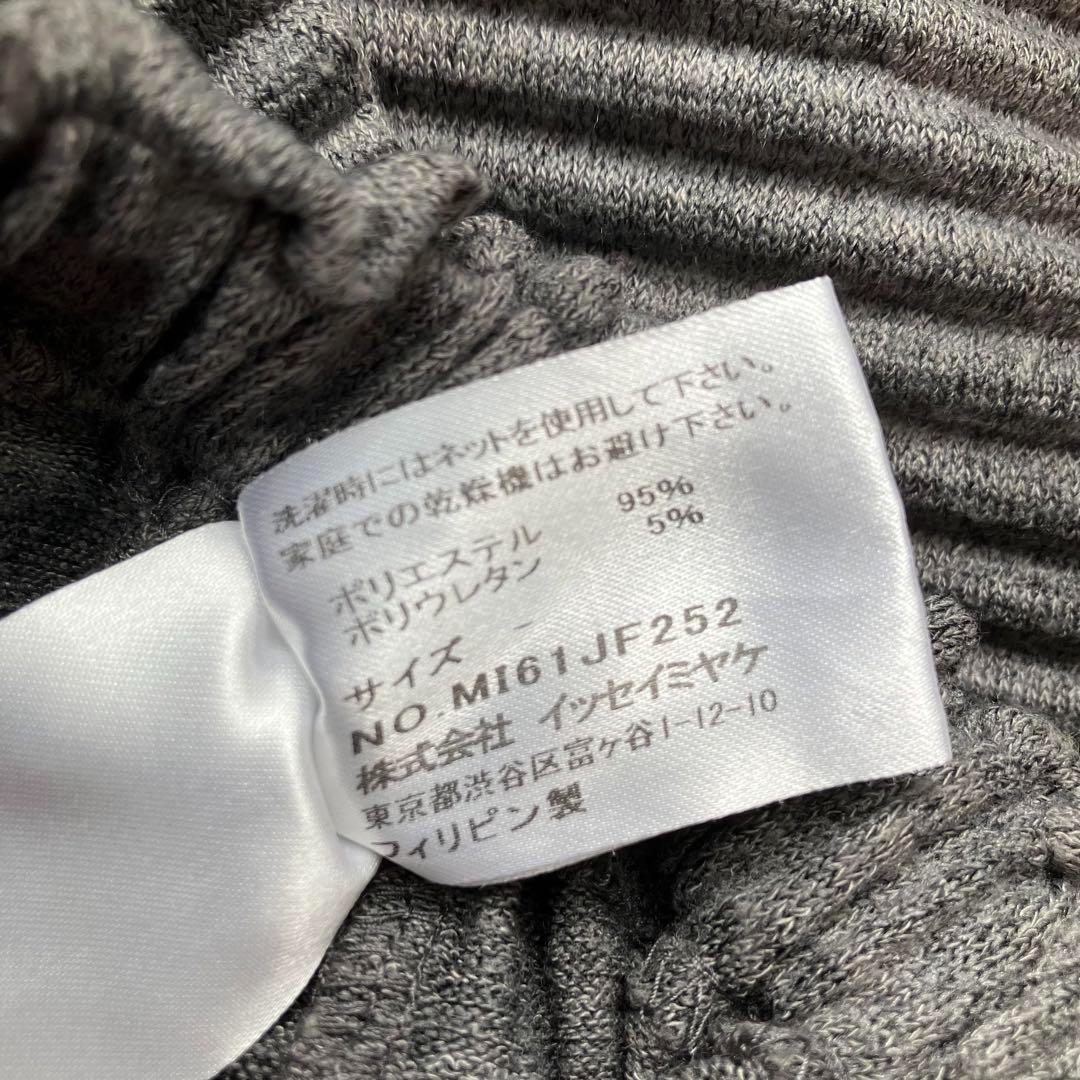 洗濯時にはネットを使用して下さい。
家庭での乾燥機はお避け下さい。
ポリエステル 95%
ポリウレタン 5%
サイズ -
NO.MI61JF252
株式会社 イッセイミヤケ
東京都渋谷区富ヶ谷1-12-10
フィリピン製